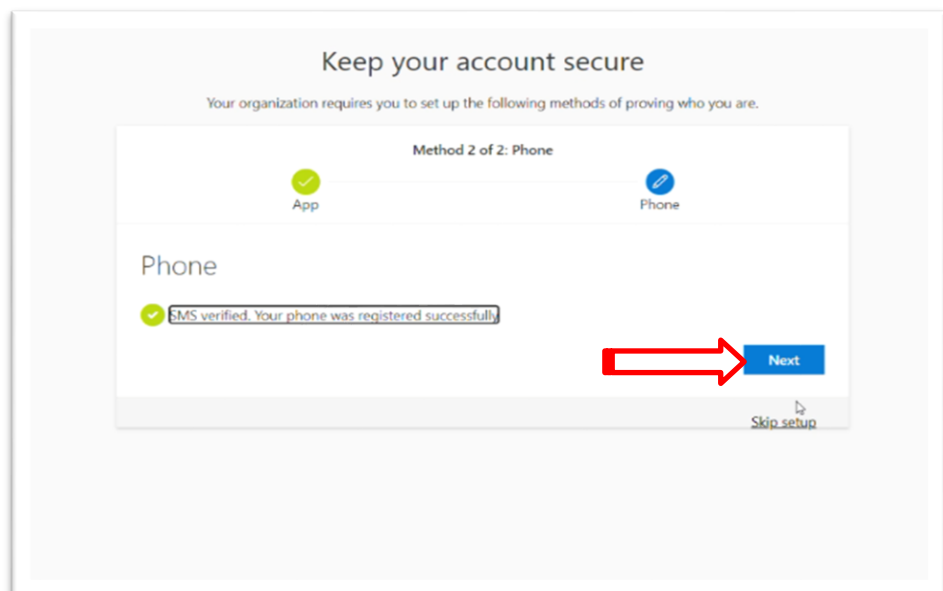 Keep your account secure
Your organization requires you to set up the following methods of proving who you are.
Method 2 of 2: Phone
App
Phone
Phone
SMS verified. Your phone was registered successfully
Next
Skip setup